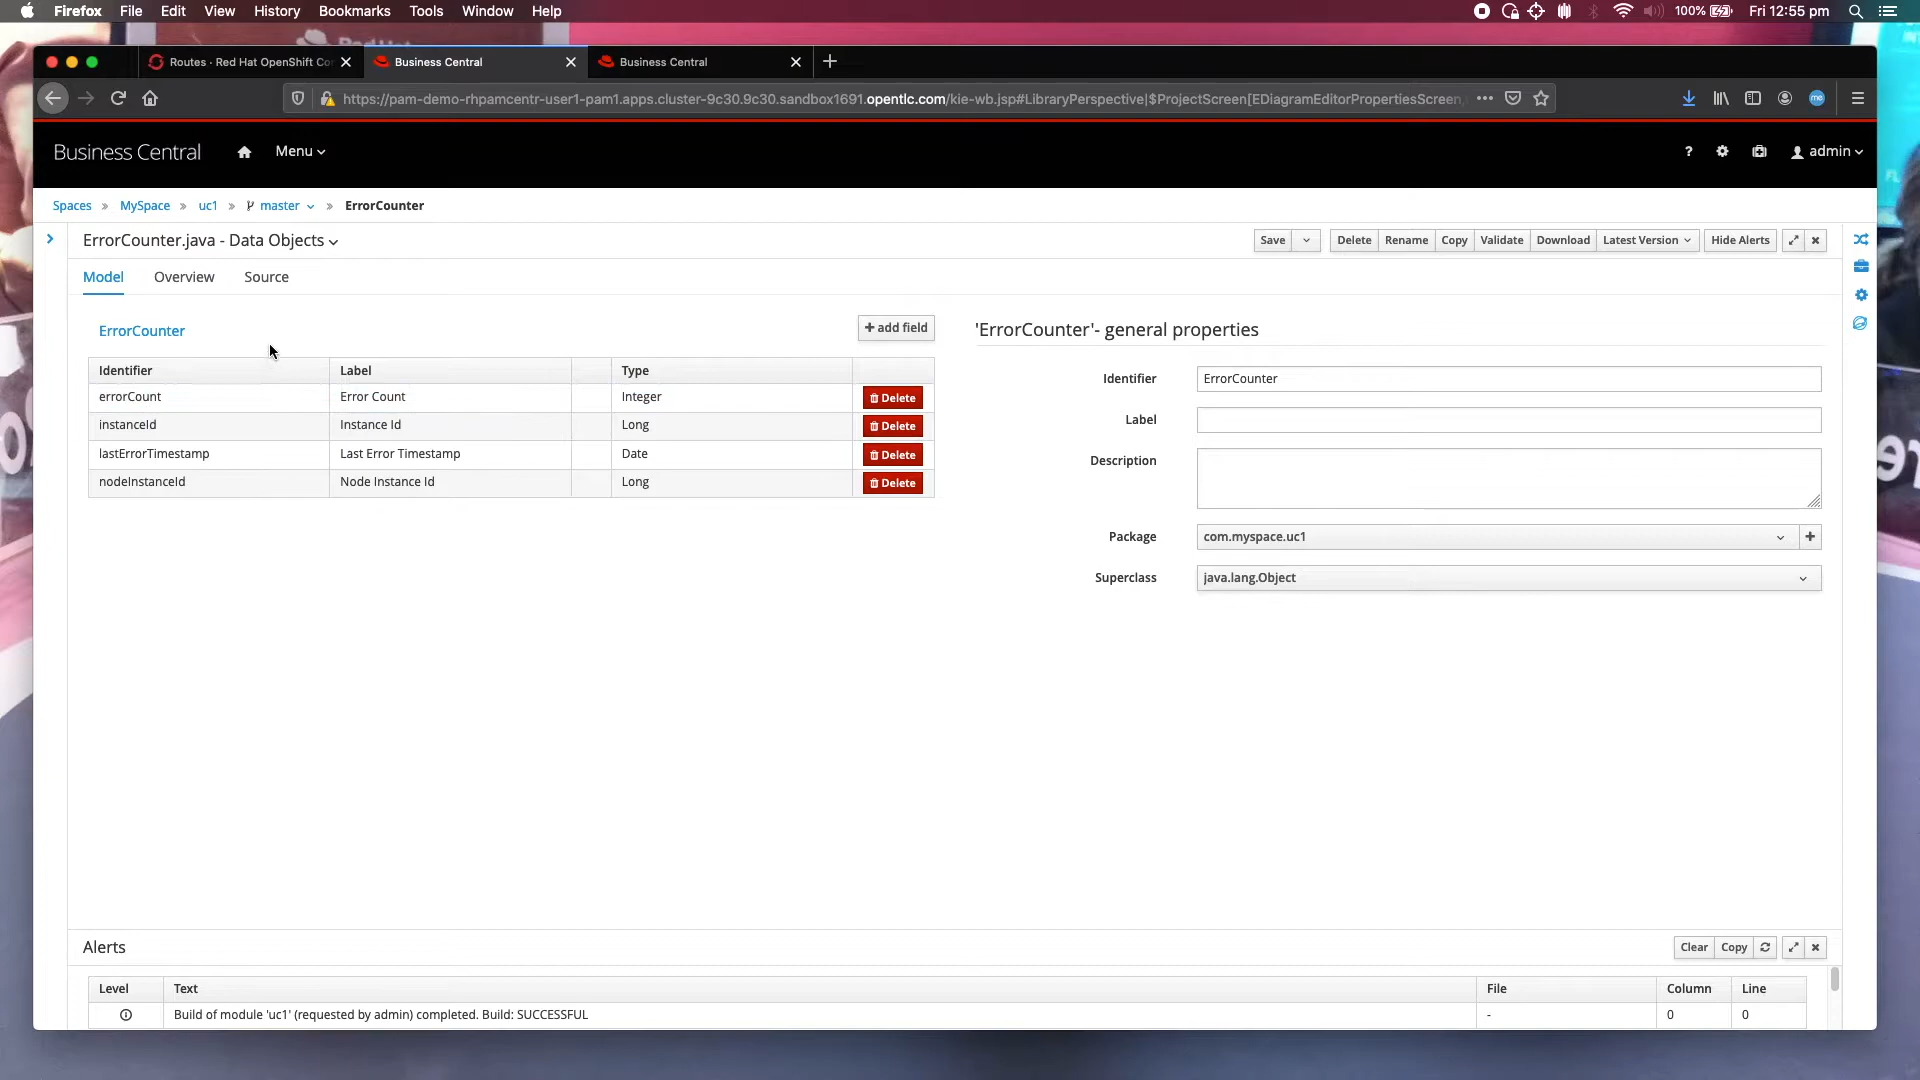 Firefox File Edit View History Bookmarks Tools Window Help 100% Fri 12:55 pm
Routes · Red Hat OpenShift Co Business Central Business Central
https://pam-demo-rhpamcentr-user1-pam1.apps.cluster-9c30.9c30.sandbox1691.opentlc.com/kie-wb.jsp#LibraryPerspective|$ProjectScreen[EDiagramEditorPropertiesScreen, me
Business Central Menu ? admin
Spaces » MySpace » uc1 » master » ErrorCounter
ErrorCounter.java - Data Objects Save Delete Rename Copy Validate Download Latest Version Hide Alerts
Model Overview Source
ErrorCounter + add field
Identifier Label Type
errorCount Error Count Integer Delete
instanceId Instance Id Long Delete
lastErrorTimestamp Last Error Timestamp Date Delete
nodeInstanceId Node Instance Id Long Delete
'ErrorCounter'- general properties
Identifier ErrorCounter
Label
Description
Package com.myspace.uc1
Superclass java.lang.Object
Alerts Clear Copy
Level Text File Column Line
Build of module 'uc1' (requested by admin) completed. Build: SUCCESSFUL - 0 0